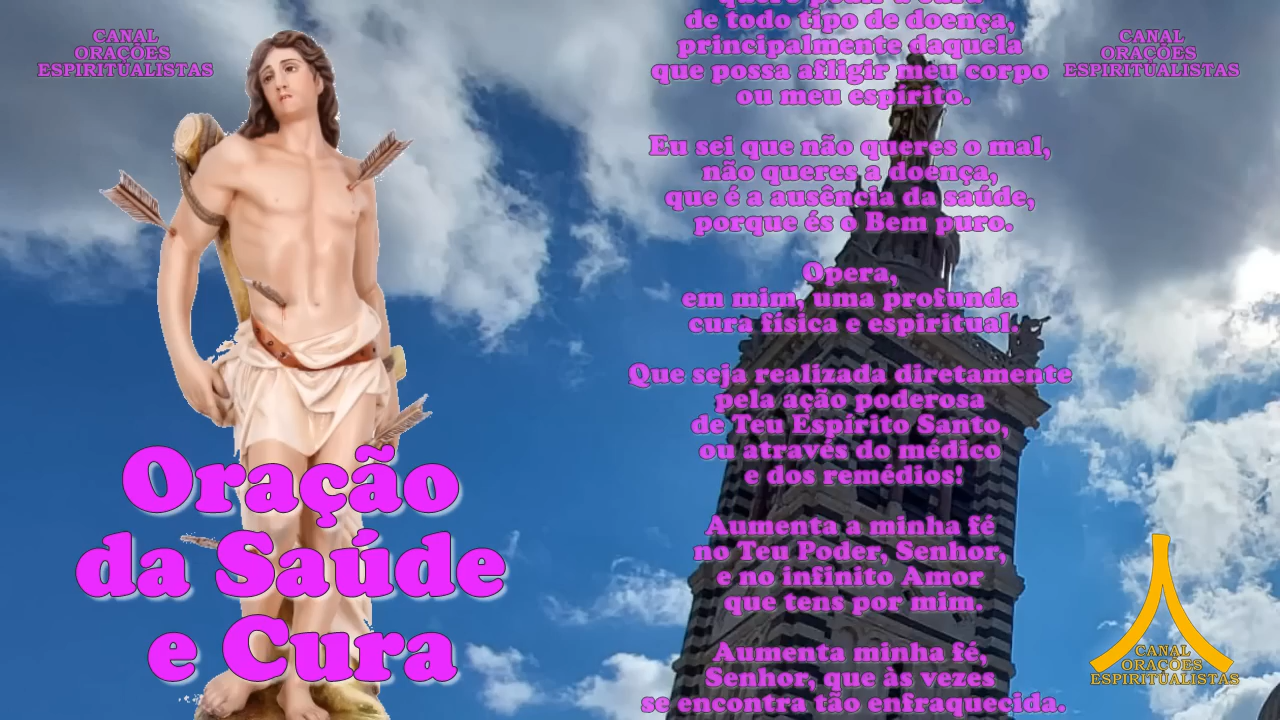 CANAL
ORAÇÕES
ESPIRITUALISTAS
Oração
da Saúde
e Cura
de todo tipo de doença,
principalmente daquela
que possa afligir meu corpo
ou meu espírito.
Eu sei que não queres o mal,
não queres a doença,
que é a ausência da saúde,
porque és o Bem puro.
Opera,
em mim, uma profunda
cura física e espiritual.
Que seja realizada diretamente
pela ação poderosa
de Teu Espírito Santo,
ou através do médico
e dos remédios!
Aumenta a minha fé
no Teu Poder, Senhor,
e no infinito Amor
que tens por mim.
Aumenta minha fé,
Senhor, que às vezes
se encontra tão enfraquecida.
CANAL
ORAÇÕES
ESPIRITUALISTAS
CANAL
ORAÇÕES
ESPIRITUALISTAS